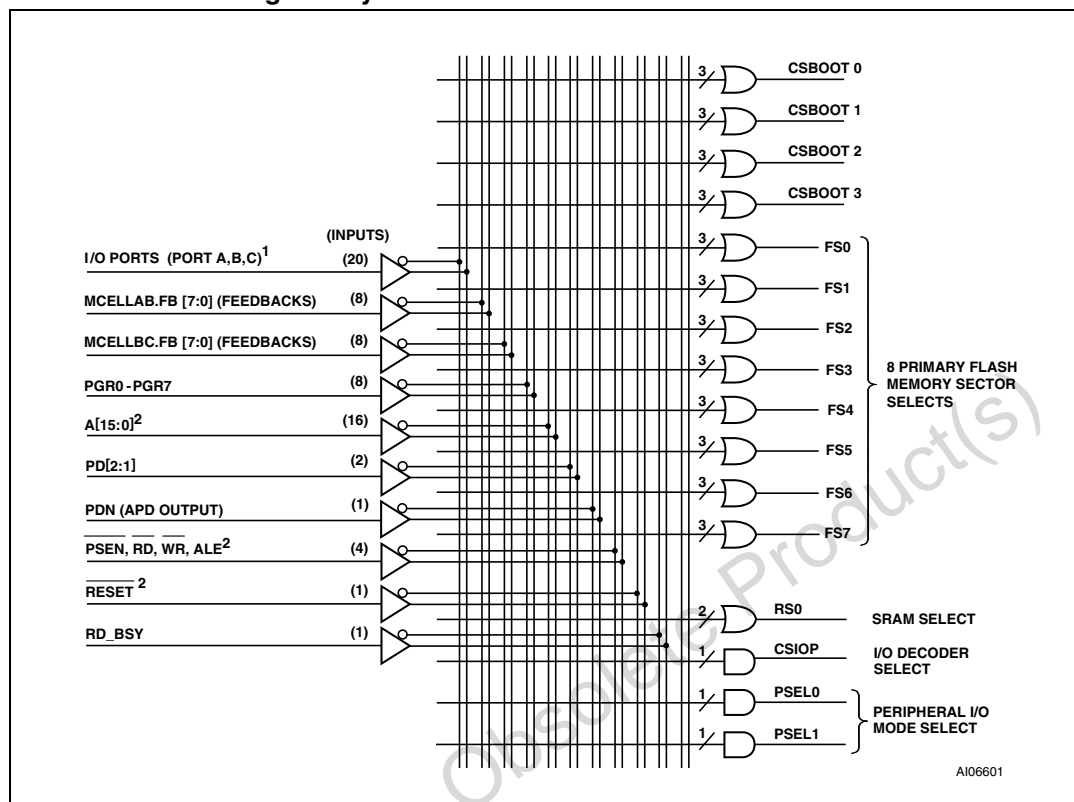 (INPUTS)
I/O PORTS (PORT A,B,C)1 (20)
MCELLAB.FB [7:0] (FEEDBACKS) (8)
MCELLBC.FB [7:0] (FEEDBACKS) (8)
PGR0 -PGR7 (8)
A[15:0]2 (16)
PD[2:1] (2)
PDN (APD OUTPUT) (1)
PSEN, RD, WR, ALE2 (4)
RESET 2 (1)
RD_BSY (1)
3 CSBOOT 0
3 CSBOOT 1
3 CSBOOT 2
3 CSBOOT 3
3 FS0
3 FS1
3 FS2
3 FS3
3 FS4
3 FS5
3 FS6
3 FS7
8 PRIMARY FLASH
MEMORY SECTOR
SELECTS
2 RS0 SRAM SELECT
1 CSIOP I/O DECODER
SELECT
1 PSEL0
1 PSEL1
PERIPHERAL I/O
MODE SELECT
AI06601
Obsolete Product(s)